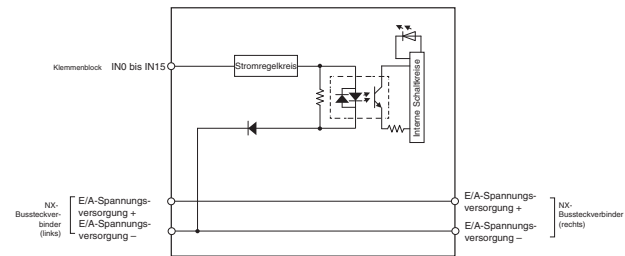 Klemmenblock
IN0 bis IN15
Stromregelkreis
Interne Schaltkreise
NX-
Bussteckver-
binder
(links)
E/A-Spannungs-
versorgung +
E/A-Spannungs-
versorgung –
E/A-Spannungs-
versorgung +
E/A-Spannungs-
versorgung –
NX-
Bussteckverbinder
(rechts)